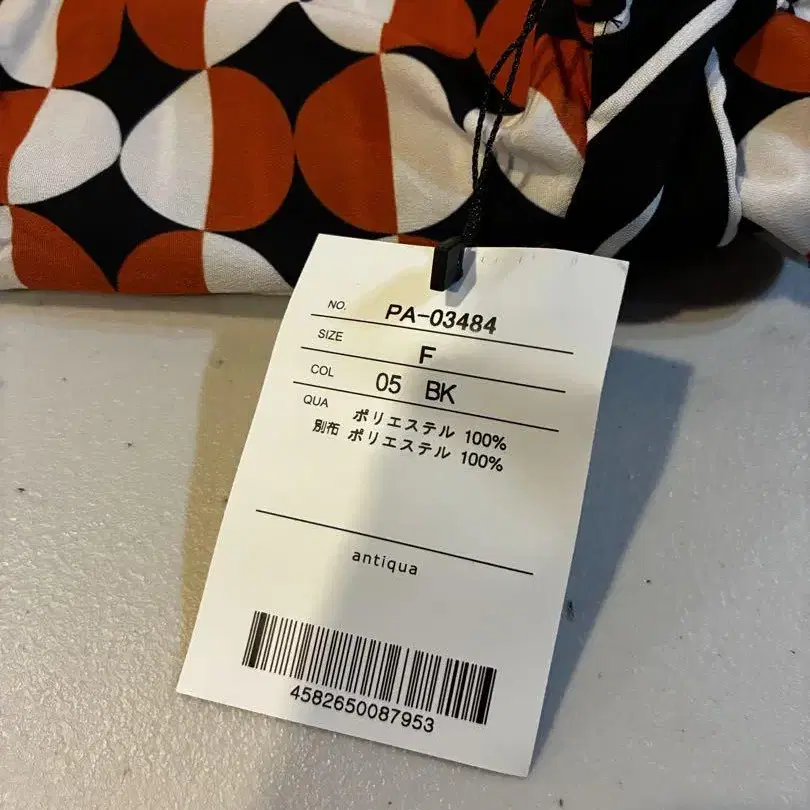 NO. PA-03484
SIZE F
COL 05 BK
QUA ポリエステル 100%
別布 ポリエステル 100%
antiqua
4582650087953